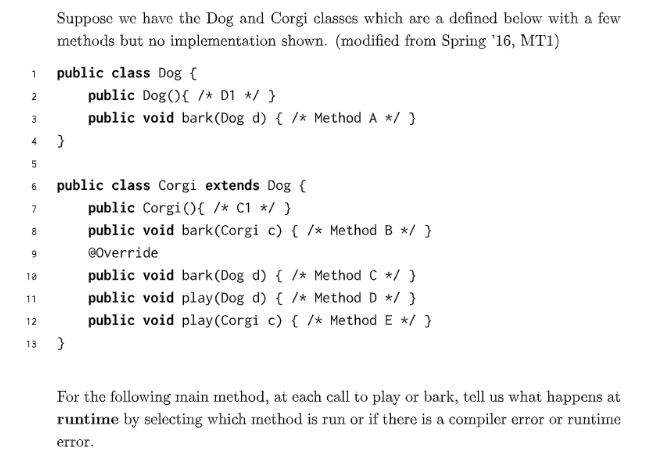 Suppose we have the Dog and Corgi classes which are a defined below with a few
methods but no implementation shown. (modified from Spring '16, MT1)
1 public class Dog {
2     public Dog(){ /* D1 */ }
3     public void bark(Dog d) { /* Method A */ }
4 }
5
6 public class Corgi extends Dog {
7     public Corgi(){ /* C1 */ }
8     public void bark(Corgi c) { /* Method B */ }
9     @Override
10     public void bark(Dog d) { /* Method C */ }
11     public void play(Dog d) { /* Method D */ }
12     public void play(Corgi c) { /* Method E */ }
13 }
For the following main method, at each call to play or bark, tell us what happens at
runtime by selecting which method is run or if there is a compiler error or runtime
error.